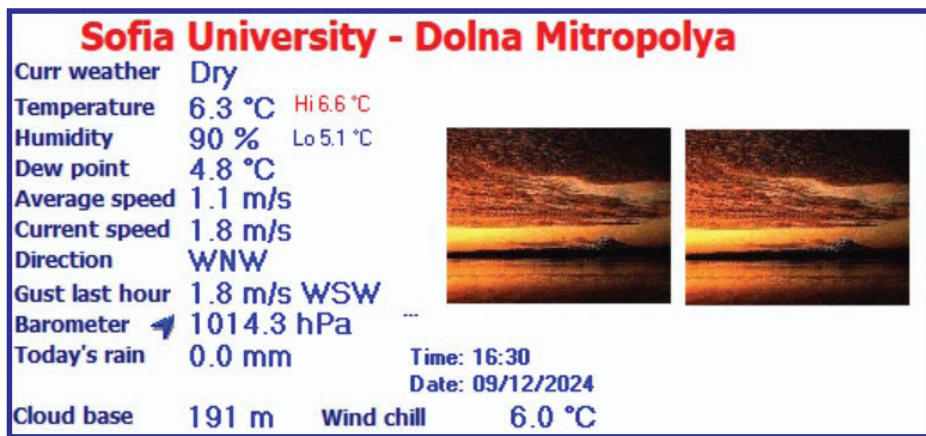 Sofia University - Dolna Mitropolya
Curr weather Dry
Temperature 6.3 °C Hi 6.6 °C
Humidity 90 % Lo 5.1 °C
Dew point 4.8 °C
Average speed 1.1 m/s
Current speed 1.8 m/s
Direction WNW
Gust last hour 1.8 m/s WSW
Barometer 1014.3 hPa ---
Today's rain 0.0 mm Time: 16:30
Date: 09/12/2024
Cloud base 191 m Wind chill 6.0 °C